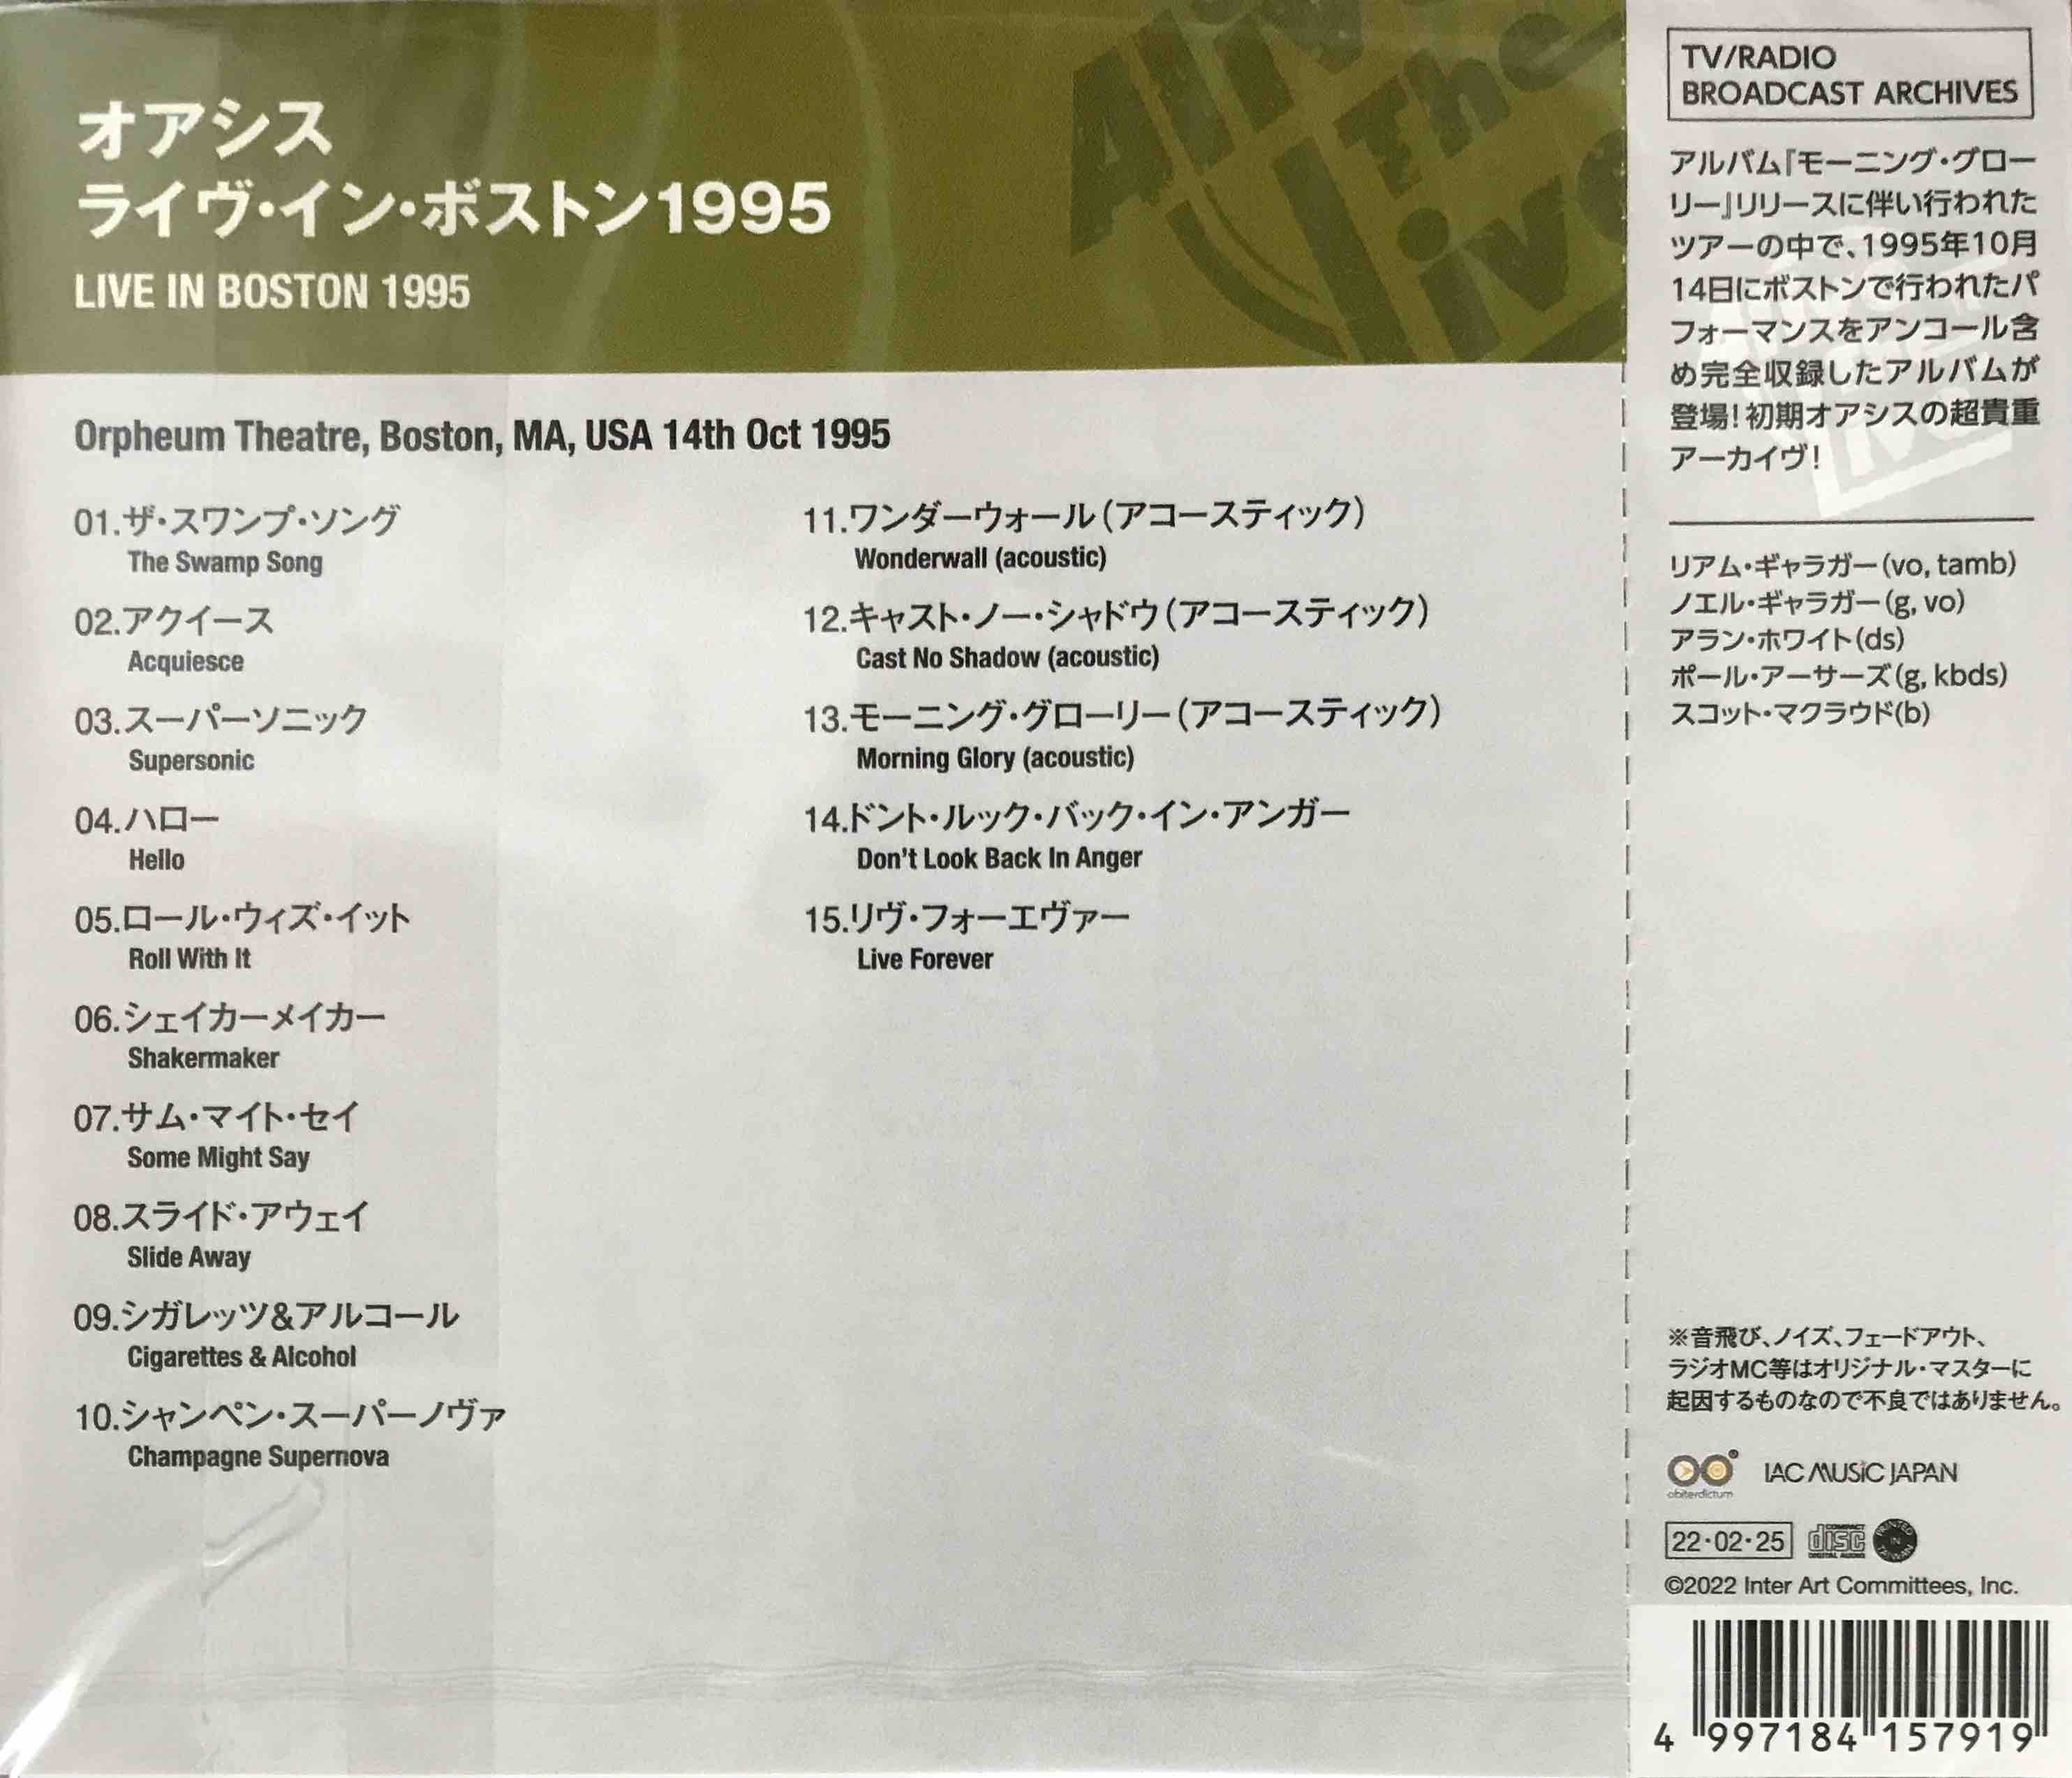 オアシス
ライヴ・イン・ボストン1995
LIVE IN BOSTON 1995
Alive The Live
Orpheum Theatre, Boston, MA, USA 14th Oct 1995
01.ザ・スワンプ・ソング
The Swamp Song
02.アクイース
Acquiesce
03.スーパーソニック
Supersonic
04.ハロー
Hello
05.ロール・ウィズ・イット
Roll With It
06.シェイカーメイカー
Shakermaker
07.サム・マイト・セイ
Some Might Say
08.スライド・アウェイ
Slide Away
09.シガレッツ&アルコール
Cigarettes & Alcohol
10.シャンペン・スーパーノヴァ
Champagne Supernova
11.ワンダーウォール(アコースティック)
Wonderwall (acoustic)
12.キャスト・ノー・シャドウ(アコースティック)
Cast No Shadow (acoustic)
13.モーニング・グローリー(アコースティック)
Morning Glory (acoustic)
14.ドント・ルック・バック・イン・アンガー
Don't Look Back In Anger
15.リヴ・フォーエヴァー
Live Forever
TV/RADIO
BROADCAST ARCHIVES
アルバム『モーニング・グロー
リー』リリースに伴い行われた
ツアーの中で、1995年10月
14日にボストンで行われたパ
フォーマンスをアンコール含
め完全収録したアルバムが
登場!初期オアシスの超貴重
アーカイヴ!
リアム・ギャラガー(vo, tamb)
ノエル・ギャラガー(g, vo)
アラン・ホワイト(ds)
ポール・アーサーズ(g, kbds)
スコット・マクラウド(b)
※音飛び、ノイズ、フェードアウト、
ラジオMC等はオリジナル・マスターに
起因するものなので不良ではありません。
obiterdictum
IAC MUSIC JAPAN
22・02・25
COMPACT disc DIGITAL AUDIO
PRINTED IN TAIWAN
©2022 Inter Art Committees, Inc.
4 997184 157919